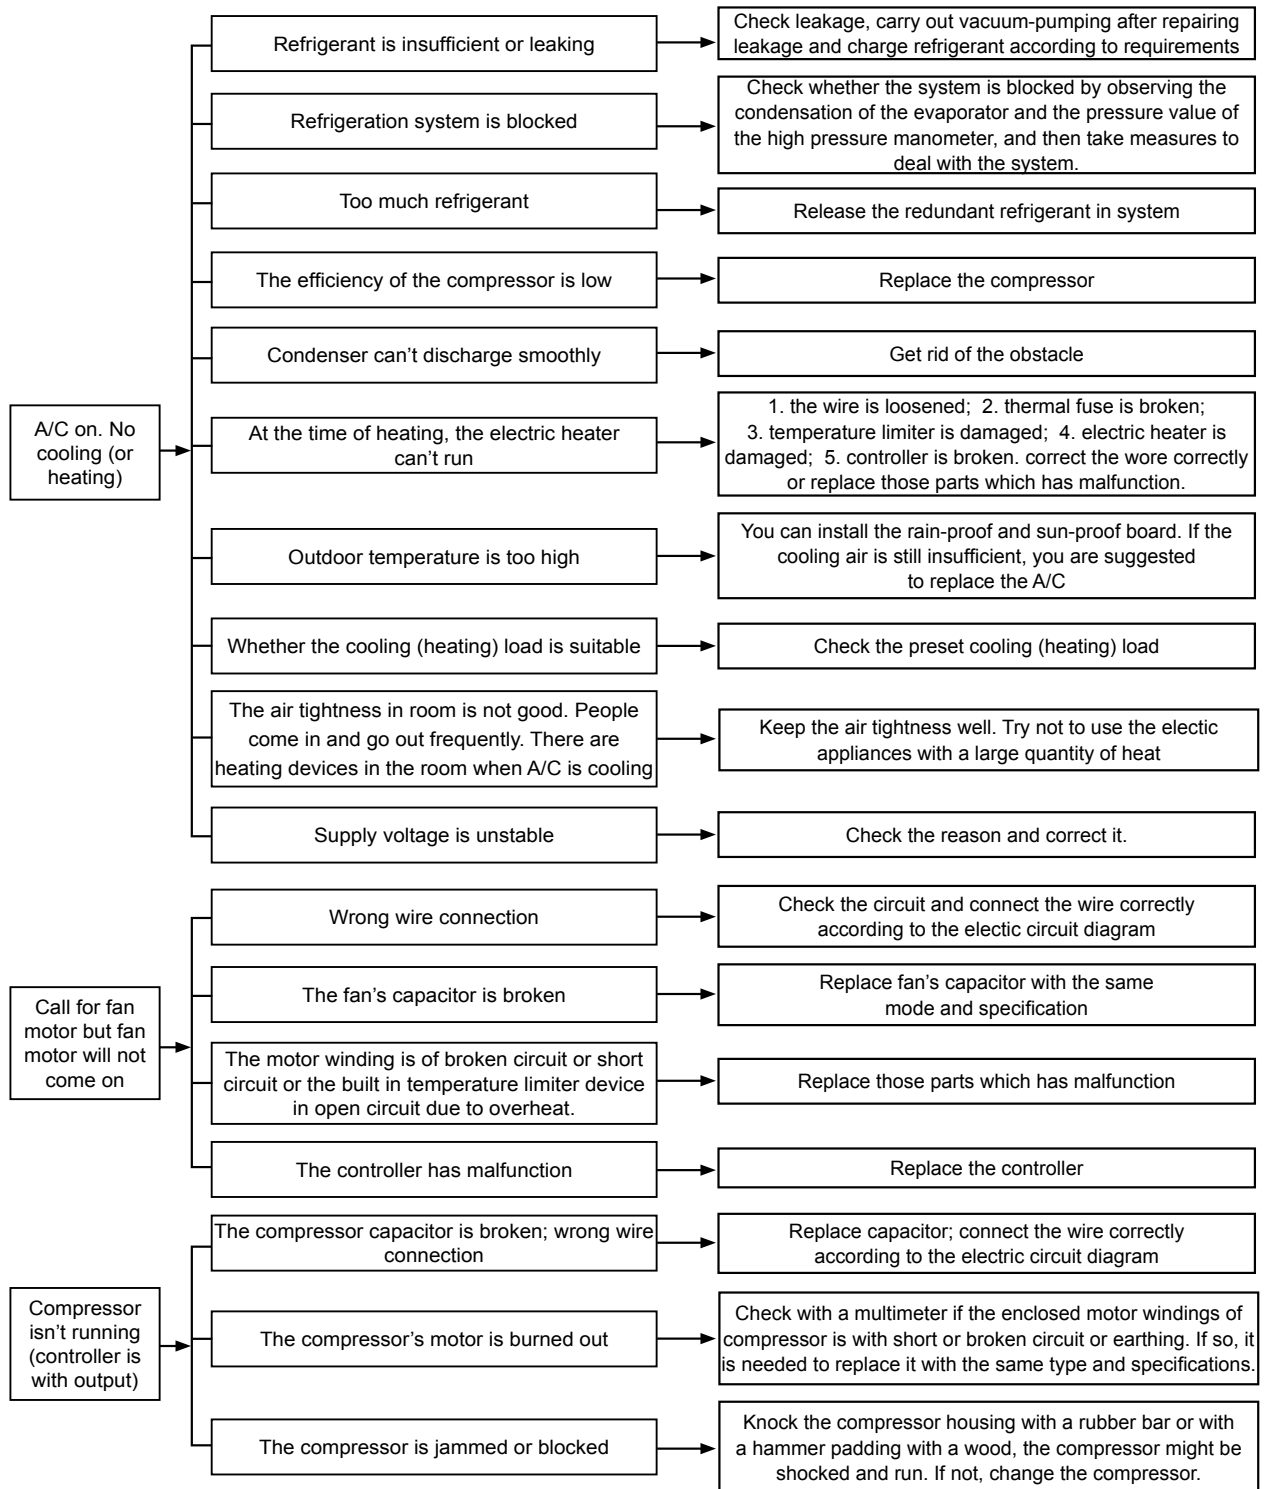 Refrigerant is insufficient or leaking
Check leakage, carry out vacuum-pumping after repairing
leakage and charge refrigerant according to requirements
Refrigeration system is blocked
Check whether the system is blocked by observing the
condensation of the evaporator and the pressure value of
the high pressure manometer, and then take measures to
deal with the system.
Too much refrigerant
Release the redundant refrigerant in system
The efficiency of the compressor is low
Replace the compressor
Condenser can't discharge smoothly
Get rid of the obstacle
A/C on. No
cooling (or
heating)
At the time of heating, the electric heater
can't run
1. the wire is loosened; 2. thermal fuse is broken;
3. temperature limiter is damaged; 4. electric heater is
damaged; 5. controller is broken. correct the wore correctly
or replace those parts which has malfunction.
Outdoor temperature is too high
You can install the rain-proof and sun-proof board. If the
cooling air is still insufficient, you are suggested
to replace the A/C
Whether the cooling (heating) load is suitable
Check the preset cooling (heating) load
The air tightness in room is not good. People
come in and go out frequently. There are
heating devices in the room when A/C is cooling
Keep the air tightness well. Try not to use the electic
appliances with a large quantity of heat
Supply voltage is unstable
Check the reason and correct it.
Wrong wire connection
Check the circuit and connect the wire correctly
according to the electic circuit diagram
Call for fan
motor but fan
motor will not
come on
The fan's capacitor is broken
Replace fan's capacitor with the same
mode and specification
The motor winding is of broken circuit or short
circuit or the built in temperature limiter device
in open circuit due to overheat.
Replace those parts which has malfunction
The controller has malfunction
Replace the controller
The compressor capacitor is broken; wrong wire
connection
Replace capacitor; connect the wire correctly
according to the electric circuit diagram
Compressor
isn't running
(controller is
with output)
The compressor's motor is burned out
Check with a multimeter if the enclosed motor windings of
compressor is with short or broken circuit or earthing. If so, it
is needed to replace it with the same type and specifications.
The compressor is jammed or blocked
Knock the compressor housing with a rubber bar or with
a hammer padding with a wood, the compressor might be
shocked and run. If not, change the compressor.